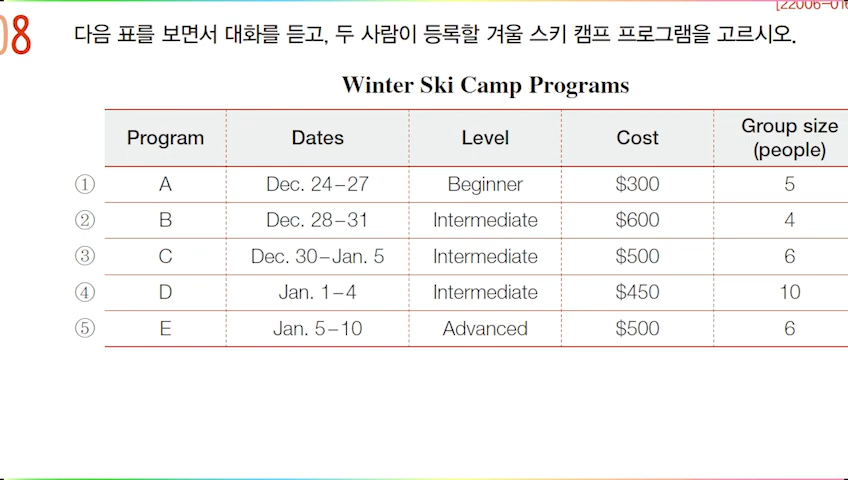 08 다음 표를 보면서 대화를 듣고, 두 사람이 등록할 겨울 스키 캠프 프로그램을 고르시오.
Winter Ski Camp Programs
Program Dates Level Cost Group size (people)
① A Dec. 24–27 Beginner $300 5
② B Dec. 28–31 Intermediate $600 4
③ C Dec. 30–Jan. 5 Intermediate $500 6
④ D Jan. 1–4 Intermediate $450 10
⑤ E Jan. 5–10 Advanced $500 6